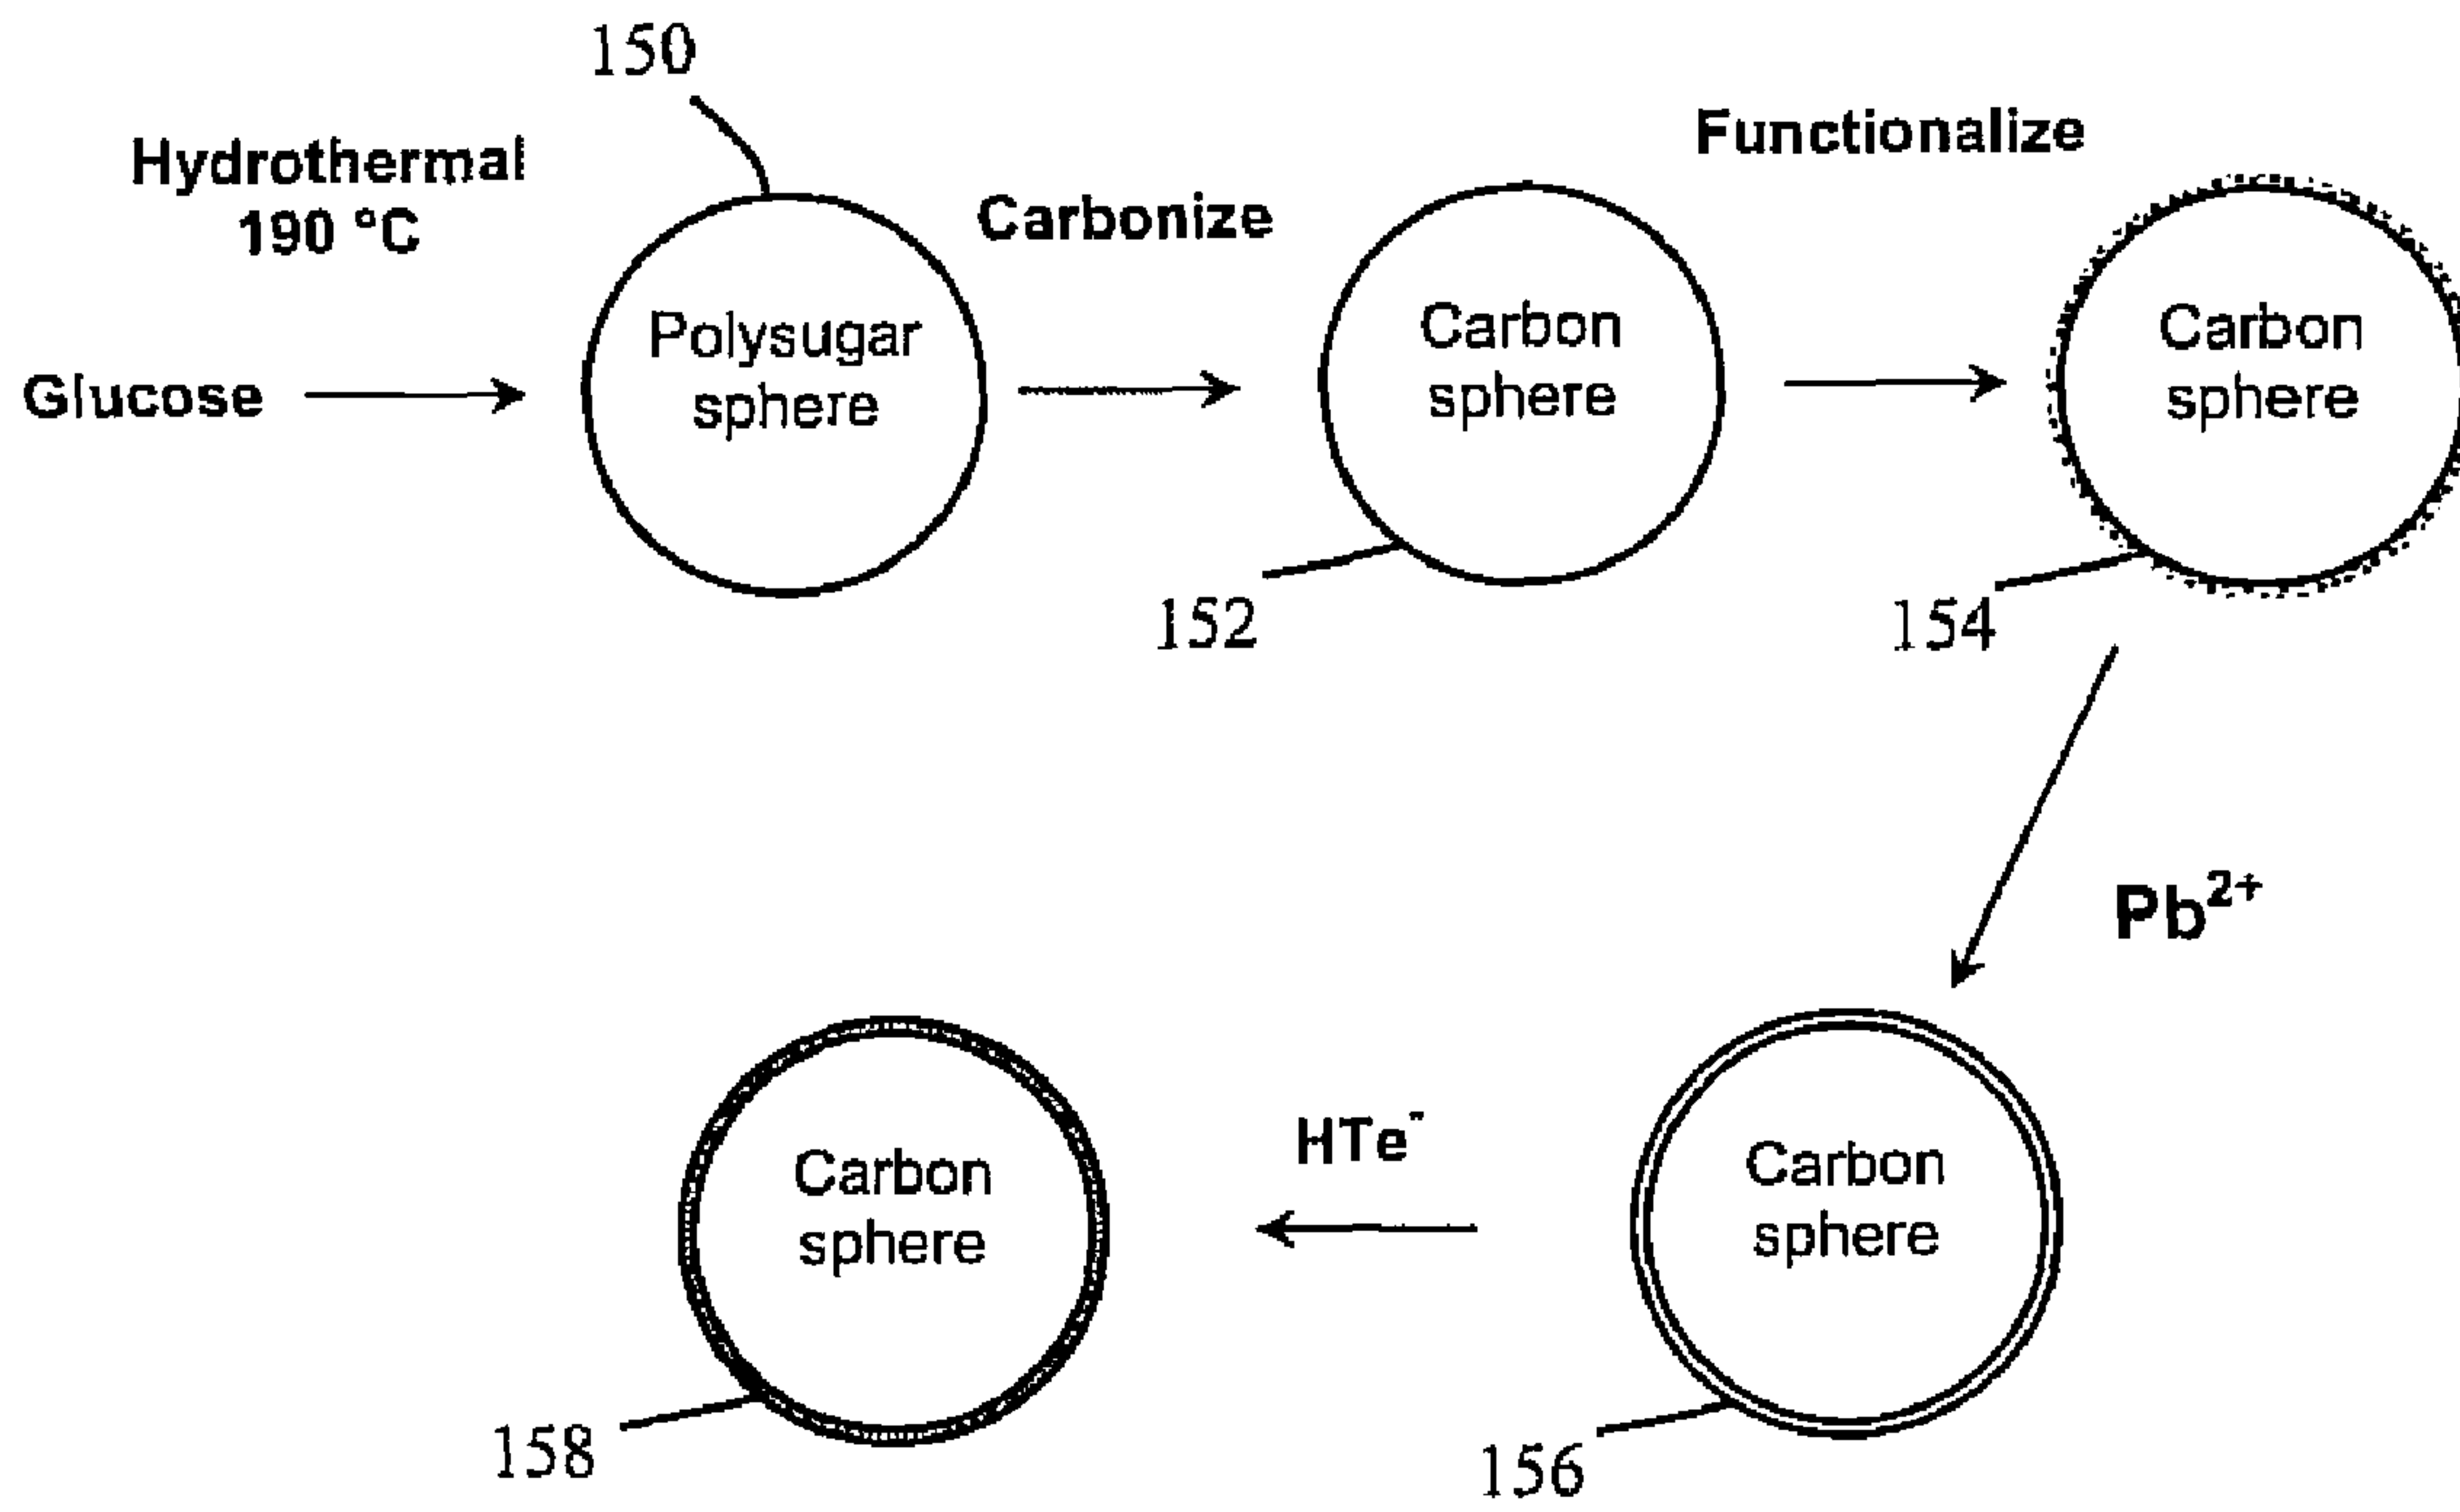 150
Hydrothermal
190 °C
Glucose
Polysugar
sphere
Carbonize
Carbon
sphere
152
Functionalize
Carbon
sphere
154
Pb²⁺
Carbon
sphere
156
HTe⁻
Carbon
sphere
158